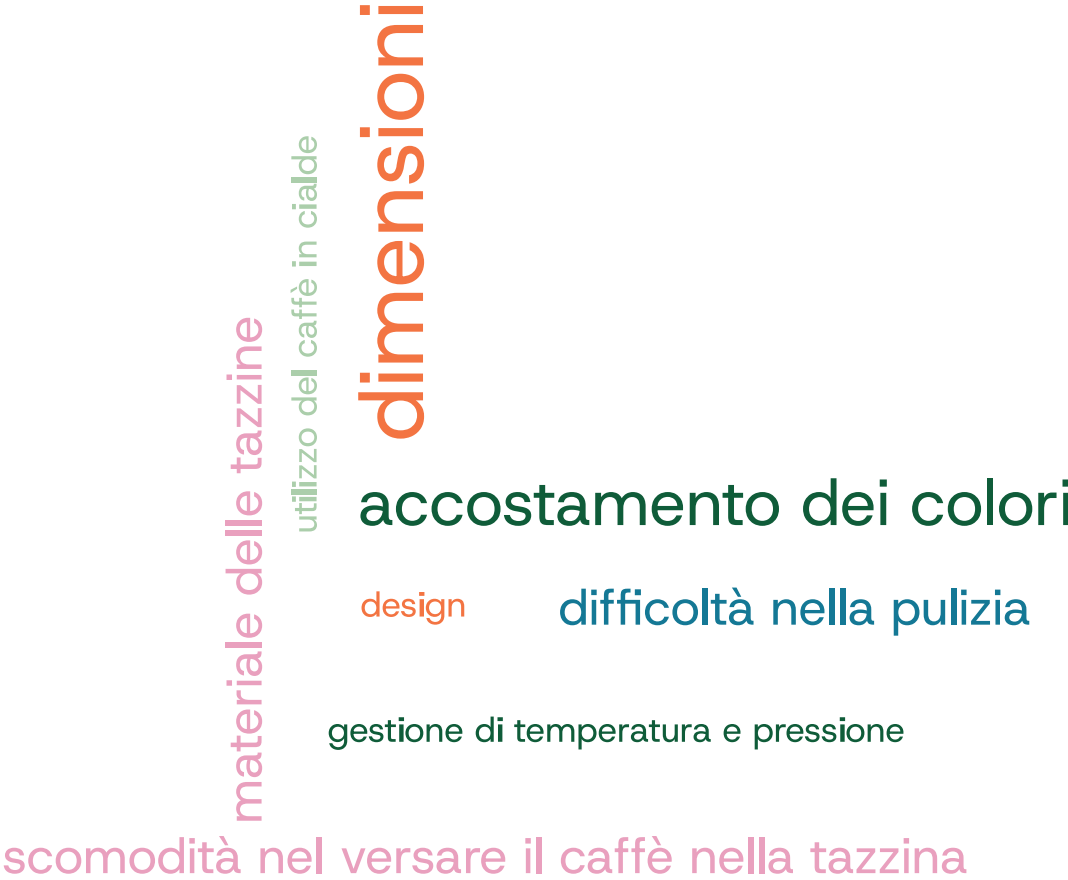 dimensioni
utilizzo del caffè in cialde
materiale delle tazzine
accostamento dei colori
design
difficoltà nella pulizia
gestione di temperatura e pressione
scomodità nel versare il caffè nella tazzina